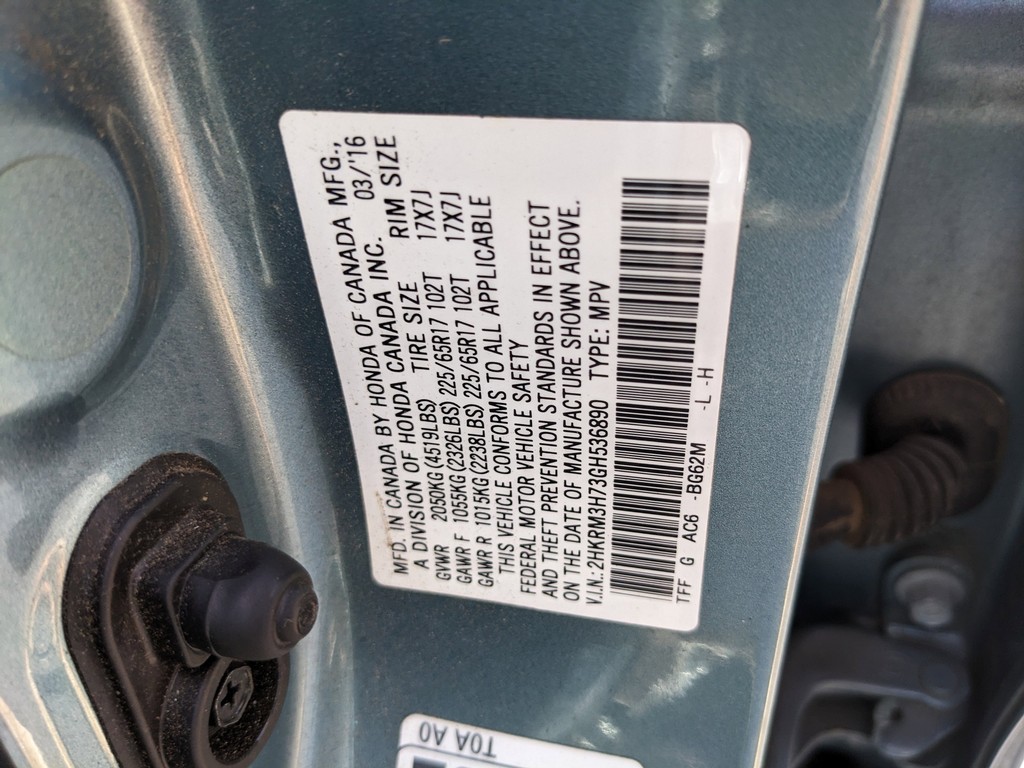 MFD. IN CANADA BY HONDA OF CANADA MFG.,
A DIVISION OF HONDA CANADA INC. 03/'16
TIRE SIZE RIM SIZE
GVWR 2050KG(4519LBS)
GAWR F 1055KG(2326LBS) 225/65R17 102T 17X7J
GAWR R 1015KG(2238LBS) 225/65R17 102T 17X7J
THIS VEHICLE CONFORMS TO ALL APPLICABLE
FEDERAL MOTOR VEHICLE SAFETY
AND THEFT PREVENTION STANDARDS IN EFFECT
ON THE DATE OF MANUFACTURE SHOWN ABOVE.
V.I.N.: 2HKRM3H73GH536890 TYPE: MPV
TFF G AC6 -BG62M -L -H
T0A A0